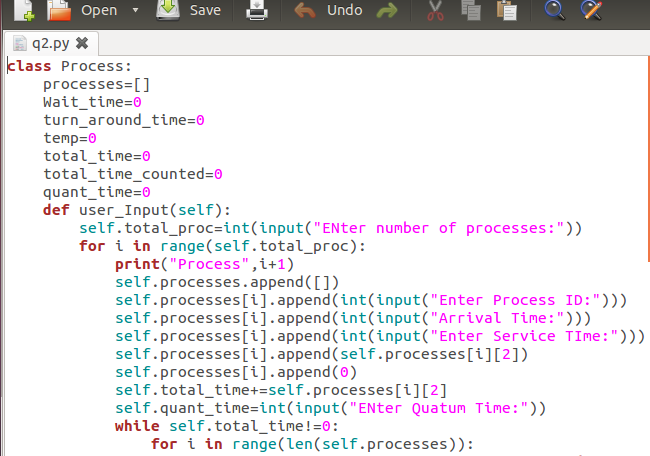 Open Save Undo
q2.py
class Process:
    processes=[]
    Wait_time=0
    turn_around_time=0
    temp=0
    total_time=0
    total_time_counted=0
    quant_time=0
    def user_Input(self):
        self.total_proc=int(input("ENter number of processes:"))
        for i in range(self.total_proc):
            print("Process",i+1)
            self.processes.append([])
            self.processes[i].append(int(input("Enter Process ID:")))
            self.processes[i].append(int(input("Arrival Time:")))
            self.processes[i].append(int(input("Enter Service TIme:")))
            self.processes[i].append(self.processes[i][2])
            self.processes[i].append(0)
            self.total_time+=self.processes[i][2]
            self.quant_time=int(input("ENter Quatum Time:"))
            while self.total_time!=0:
                for i in range(len(self.processes)):